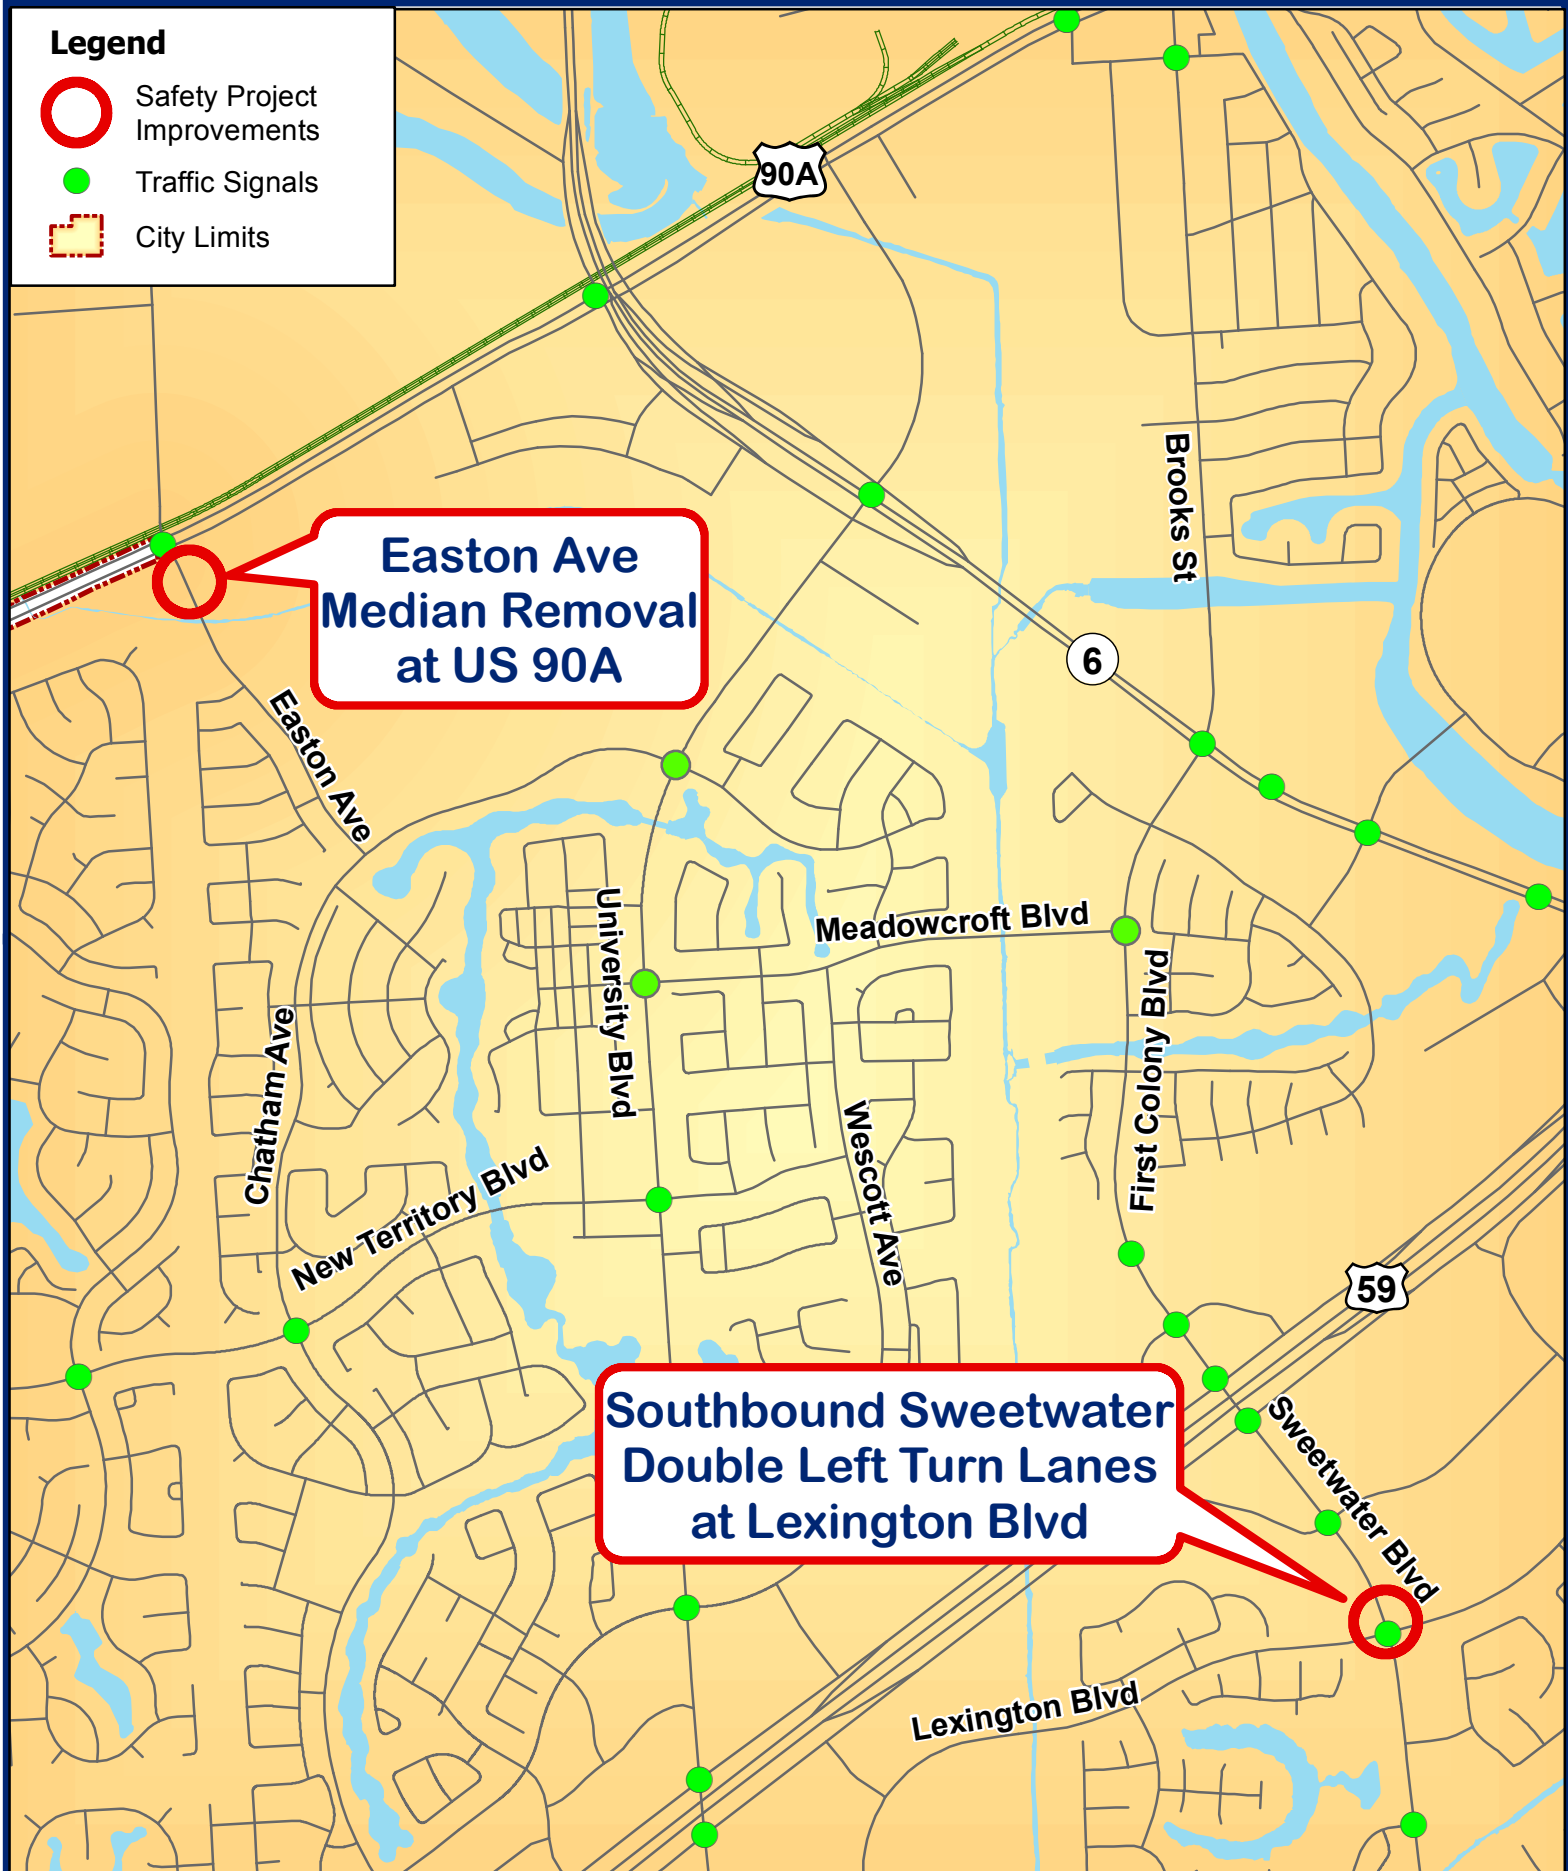 Legend
Safety Project
Improvements
Traffic Signals
City Limits
90A
Brooks St
Easton Ave
Median Removal
at US 90A
6
Easton Ave
University Blvd
Meadowcroft Blvd
First Colony Blvd
Chatham Ave
New Territory Blvd
Wescott Ave
59
Southbound Sweetwater
Double Left Turn Lanes
at Lexington Blvd
Sweetwater Blvd
Lexington Blvd